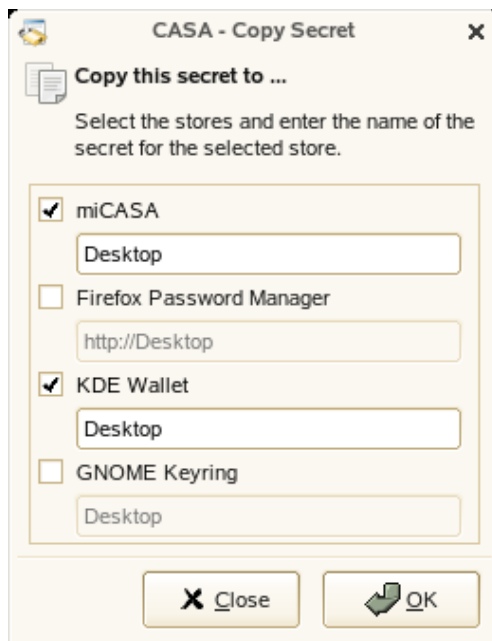 CASA - Copy Secret
Copy this secret to ...
Select the stores and enter the name of the
secret for the selected store.
miCASA
Desktop
Firefox Password Manager
http://Desktop
KDE Wallet
Desktop
GNOME Keyring
Desktop
Close
OK